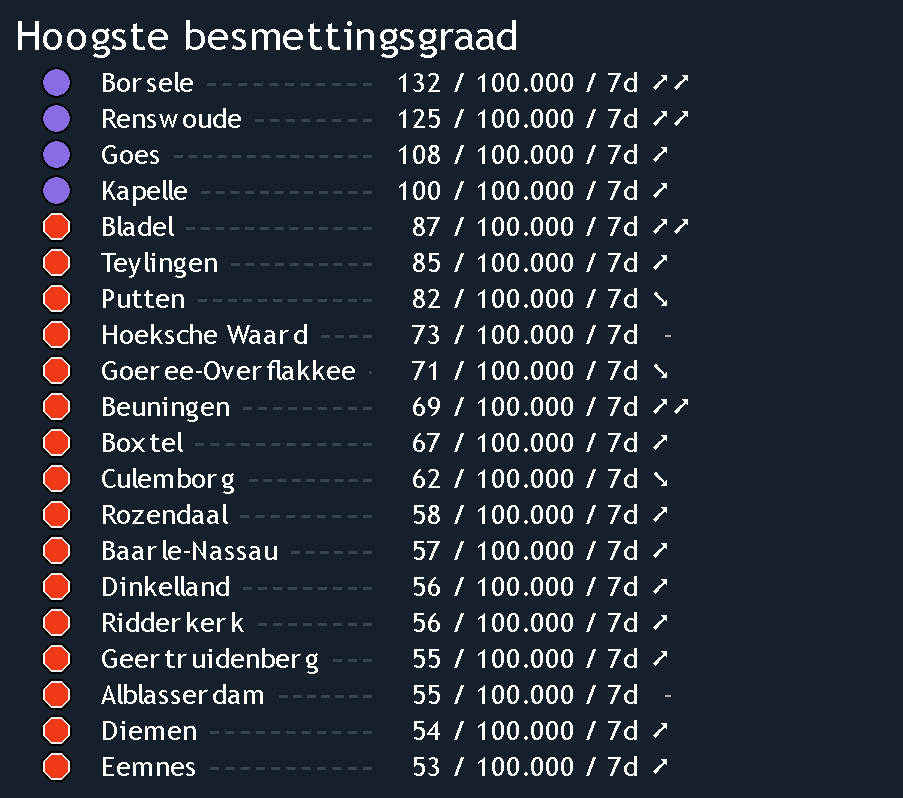 Hoogste besmettingsgraad
Borsele 132 / 100.000 / 7d ➚➚
Renswoude 125 / 100.000 / 7d ➚➚
Goes 108 / 100.000 / 7d ➚
Kapelle 100 / 100.000 / 7d ➚
Bladel 87 / 100.000 / 7d ➚➚
Teylingen 85 / 100.000 / 7d ➚
Putten 82 / 100.000 / 7d ➘
Hoeksche Waard 73 / 100.000 / 7d -
Goeree-Overflakkee 71 / 100.000 / 7d ➘
Beuningen 69 / 100.000 / 7d ➚➚
Boxtel 67 / 100.000 / 7d ➚
Culemborg 62 / 100.000 / 7d ➘
Rozendaal 58 / 100.000 / 7d ➚
Baarle-Nassau 57 / 100.000 / 7d ➚
Dinkelland 56 / 100.000 / 7d ➚
Ridderkerk 56 / 100.000 / 7d ➚
Geertruidenberg 55 / 100.000 / 7d ➚
Alblasserdam 55 / 100.000 / 7d -
Diemen 54 / 100.000 / 7d ➚
Eemnes 53 / 100.000 / 7d ➚